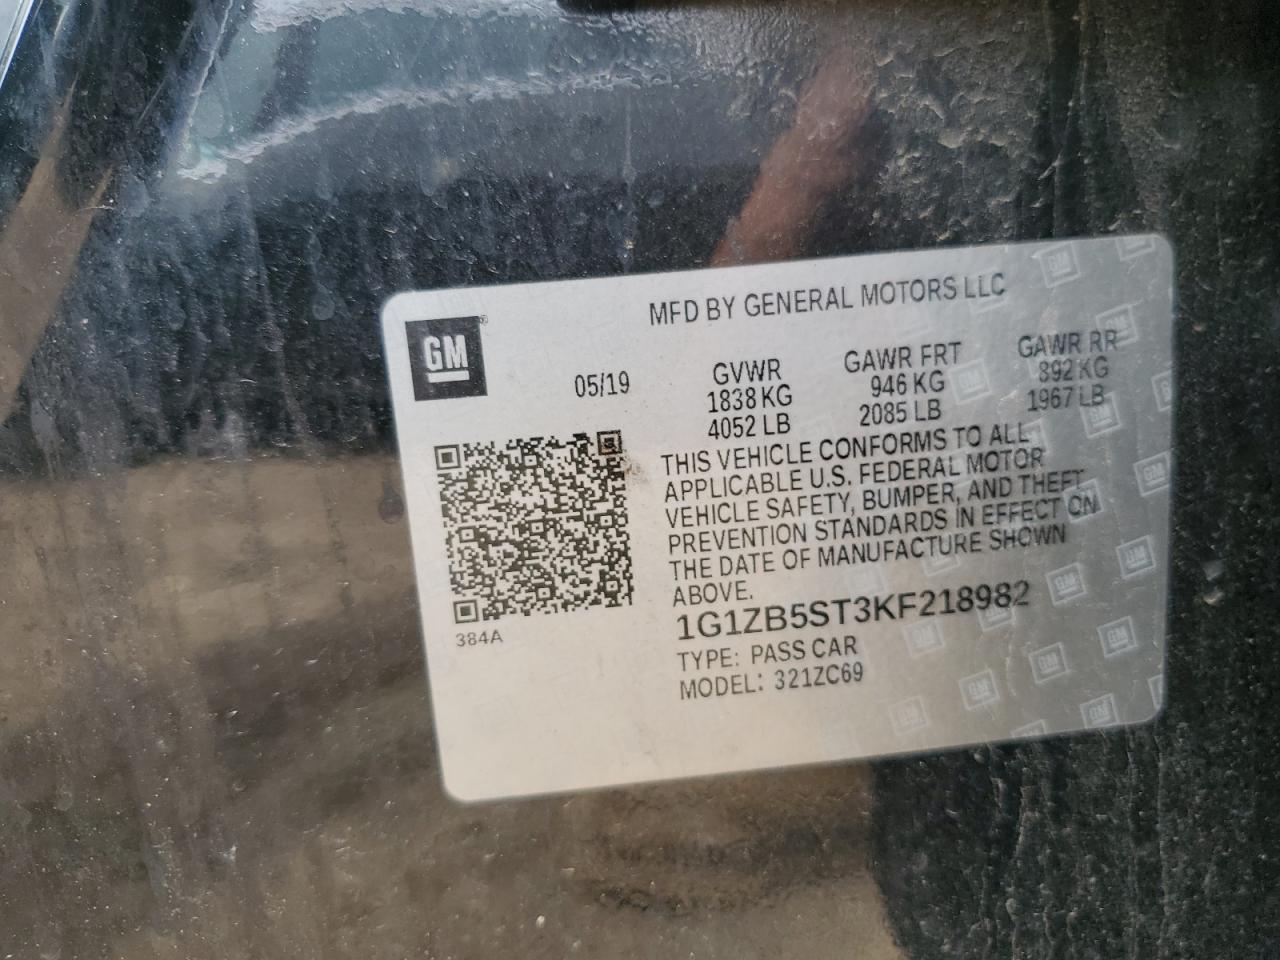 MFD BY GENERAL MOTORS LLC
GM®
05/19
GVWR
1838 KG
4052 LB
GAWR FRT
946 KG
2085 LB
GAWR RR
892 KG
1967 LB
THIS VEHICLE CONFORMS TO ALL
APPLICABLE U.S. FEDERAL MOTOR
VEHICLE SAFETY, BUMPER, AND THEFT
PREVENTION STANDARDS IN EFFECT ON
THE DATE OF MANUFACTURE SHOWN
ABOVE.
1G1ZB5ST3KF218982
TYPE: PASS CAR
MODEL: 321ZC69
384A